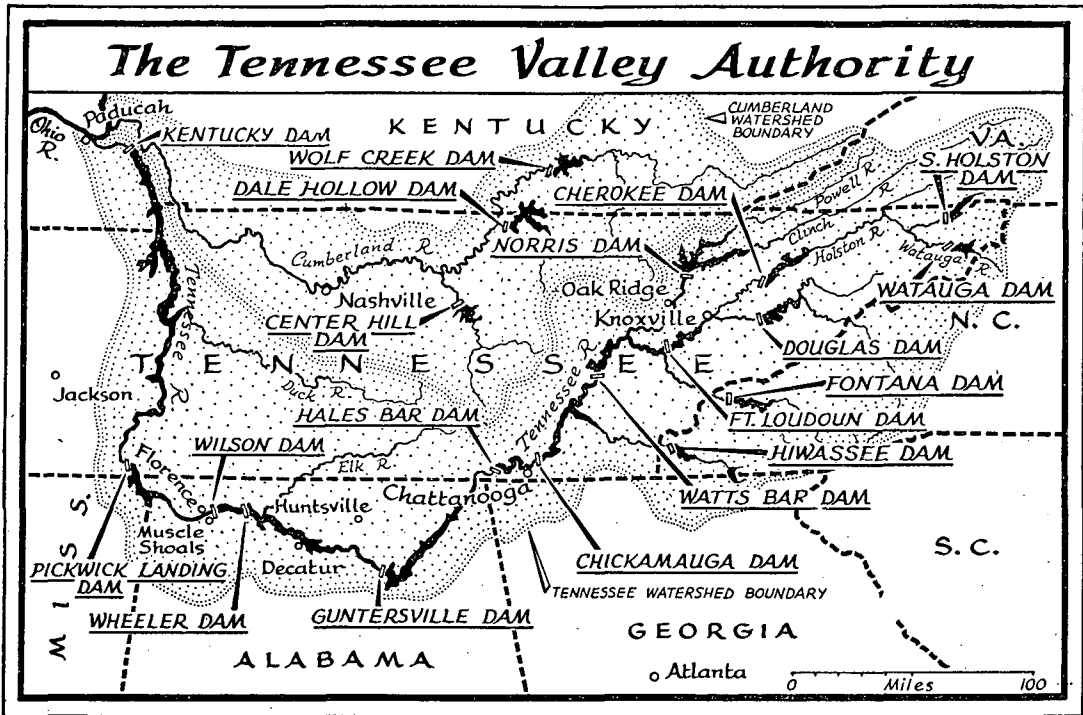 The Tennessee Valley Authority
Paducah
Ohio R.
KENTUCKY DAM
KENTUCKY
CUMBERLAND
WATERSHED
BOUNDARY
VA.
WOLF CREEK DAM
S. HOLSTON
DAM
DALE HOLLOW DAM
CHEROKEE DAM
Powell R.
Clinch R.
Holston R.
Watauga R.
NORRIS DAM
Cumberland R.
Tennessee R.
Nashville
Oak Ridge
WATAUGA DAM
CENTER HILL
DAM
Knoxville
N. C.
DOUGLAS DAM
TENNESSEE
Duck R.
Jackson
FONTANA DAM
HALES BAR DAM
Tennessee R.
FT. LOUDOUN DAM
WILSON DAM
HIWASSEE DAM
Florence
Elk R.
Chattanooga
WATTS BAR DAM
Huntsville
Muscle
Shoals
MISS.
S. C.
PICKWICK LANDING
DAM
Decatur
CHICKAMAUGA DAM
TENNESSEE WATERSHED BOUNDARY
WHEELER DAM
GUNTERSVILLE DAM
GEORGIA
ALABAMA
Atlanta
0 Miles 100